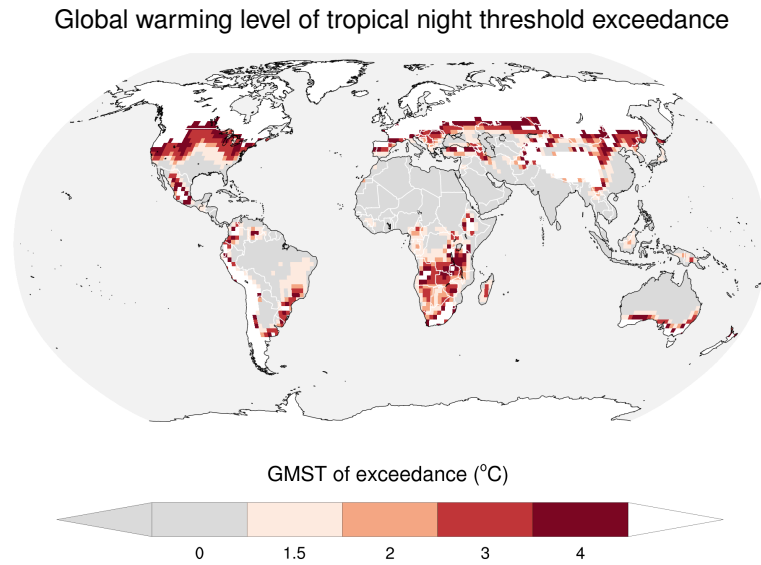 Global warming level of tropical night threshold exceedance
GMST of exceedance (°C)
0 1.5 2 3 4